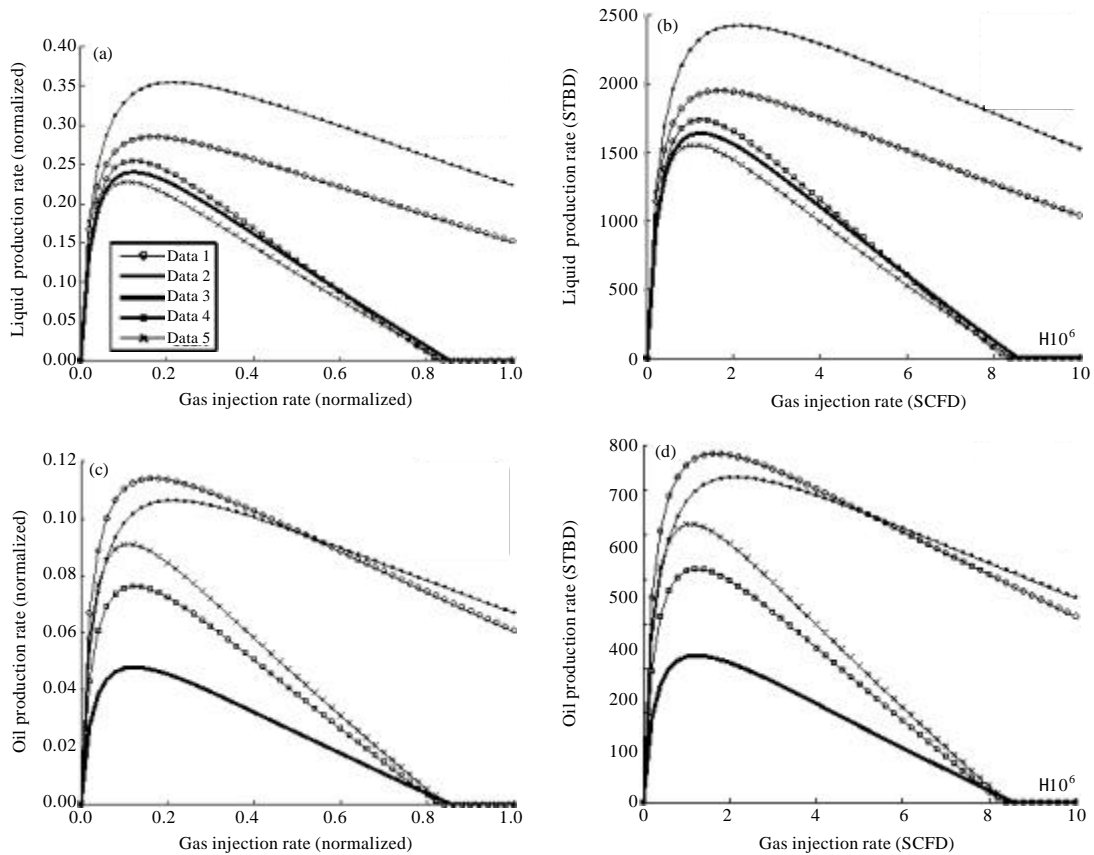 (a)
0.40
0.35
0.30
0.25
0.20
0.15
0.10
0.05
0.00
Liquid production rate (normalized)
Data 1
Data 2
Data 3
Data 4
Data 5
0.0 0.2 0.4 0.6 0.8 1.0
Gas injection rate (normalized)
(b)
2500
2000
1500
1000
500
0
Liquid production rate (STBD)
H10⁶
0 2 4 6 8 10
Gas injection rate (SCFD)
(c)
0.12
0.10
0.08
0.06
0.04
0.02
0.00
Oil production rate (normalized)
0.0 0.2 0.4 0.6 0.8 1.0
Gas injection rate (normalized)
(d)
800
700
600
500
400
200
100
0
Oil production rate (STBD)
H10⁶
0 2 4 6 8 10
Gas injection rate (SCFD)